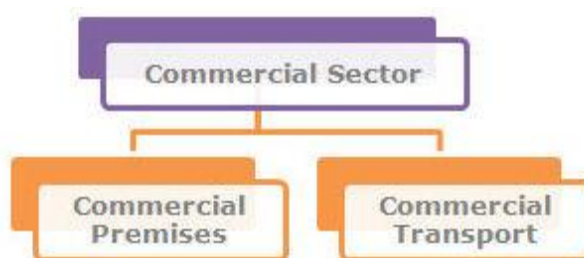 Commercial Sector
Commercial
Premises
Commercial
Transport